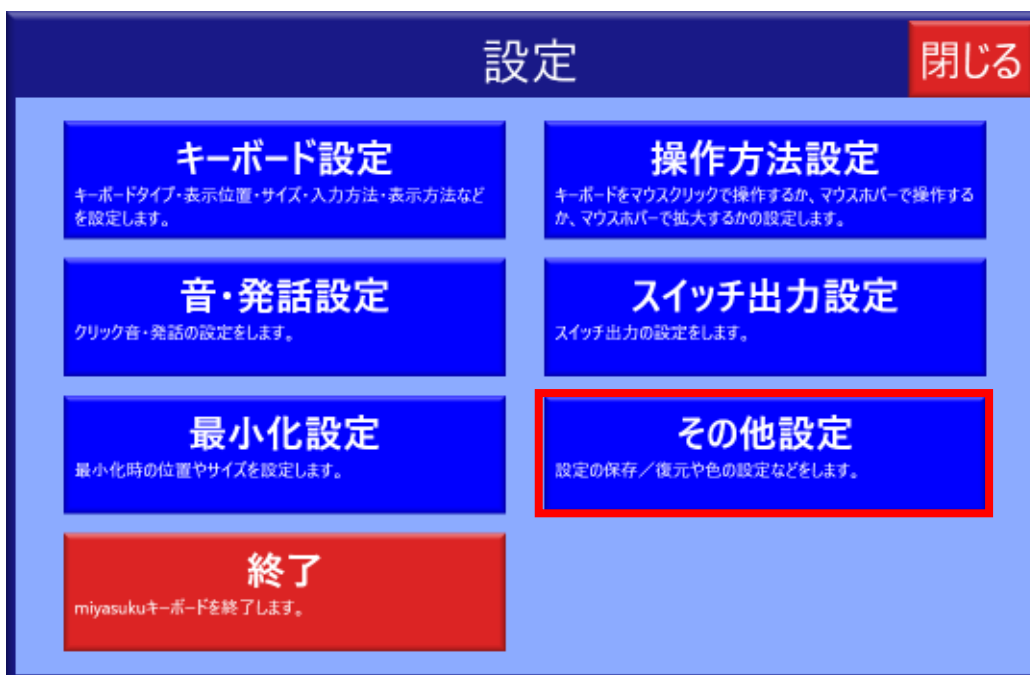 設定
閉じる
キーボード設定
キーボードタイプ・表示位置・サイズ・入力方法・表示方法など
を設定します。
操作方法設定
キーボードをマウスクリックで操作するか、マウスホバーで操作する
か、マウスホバーで拡大するかの設定します。
音・発話設定
クリック音・発話の設定をします。
スイッチ出力設定
スイッチ出力の設定をします。
最小化設定
最小化時の位置やサイズを設定します。
その他設定
設定の保存／復元や色の設定などをします。
終了
miyasukuキーボードを終了します。